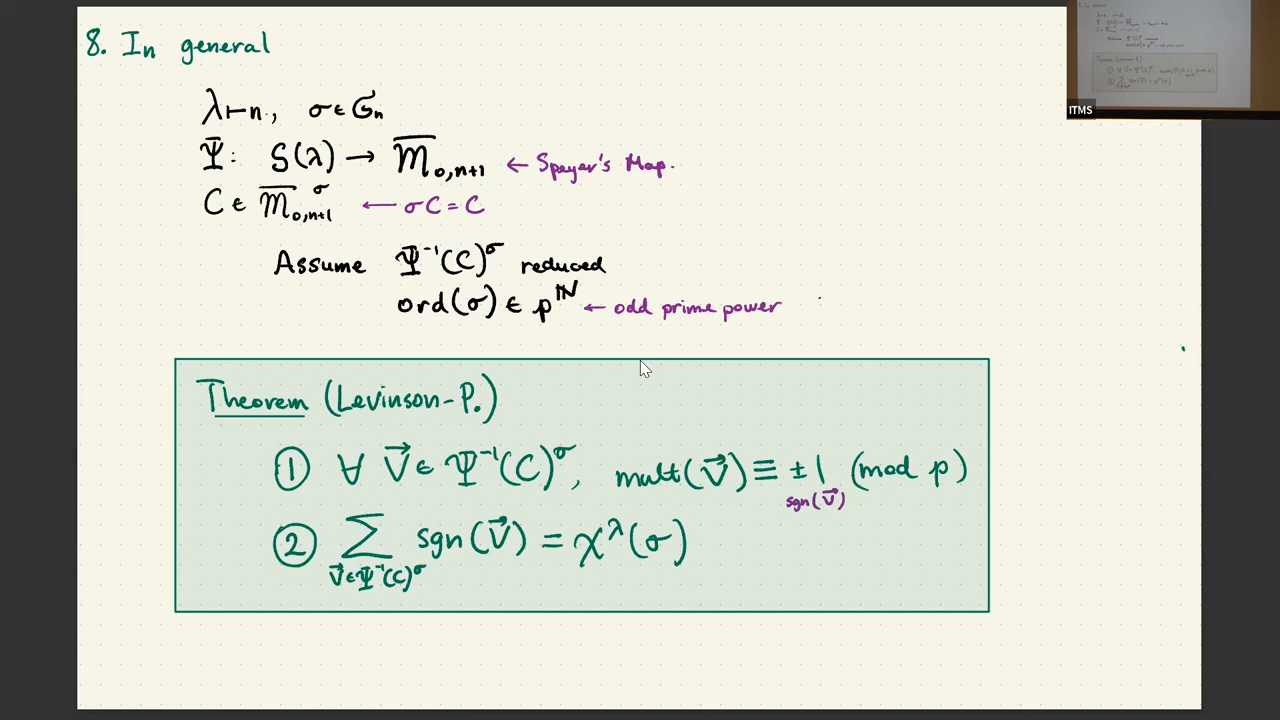 8. In general
λ⊢n, σ∈𝔖n
Ψ: S(λ) → M̅₀,ₙ₊₁ ← Speyer's Map.
C ∈ M̅₀,ₙ₊₁^σ ← σC = C
Assume Ψ⁻¹(C)^σ reduced
ord(σ) ∈ p^ℕ ← odd prime power
Theorem (Levinson-P.)
① ∀ V⃗ ∈ Ψ⁻¹(C)^σ, mult(V⃗) ≡ ±1 (mod p)
sgn(V⃗)
② ∑ sgn(V⃗) = χ^λ(σ)
V⃗∈Ψ⁻¹(C)^σ
ITMS